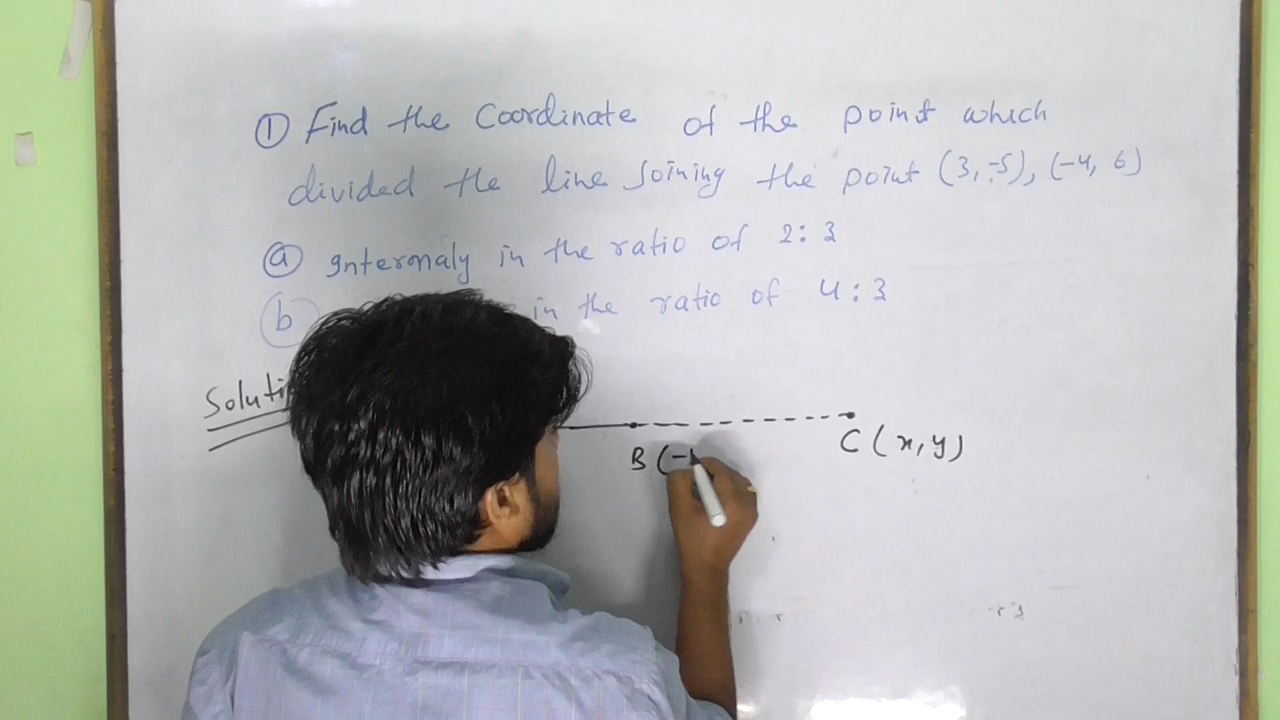 ① Find the Coordinate of the point which
divided the line Joining the point (3, -5), (-4, 6)
ⓐ Internaly in the ratio of 2:3
ⓑ in the ratio of 4:3
Soluti
C(x,y)
B(-